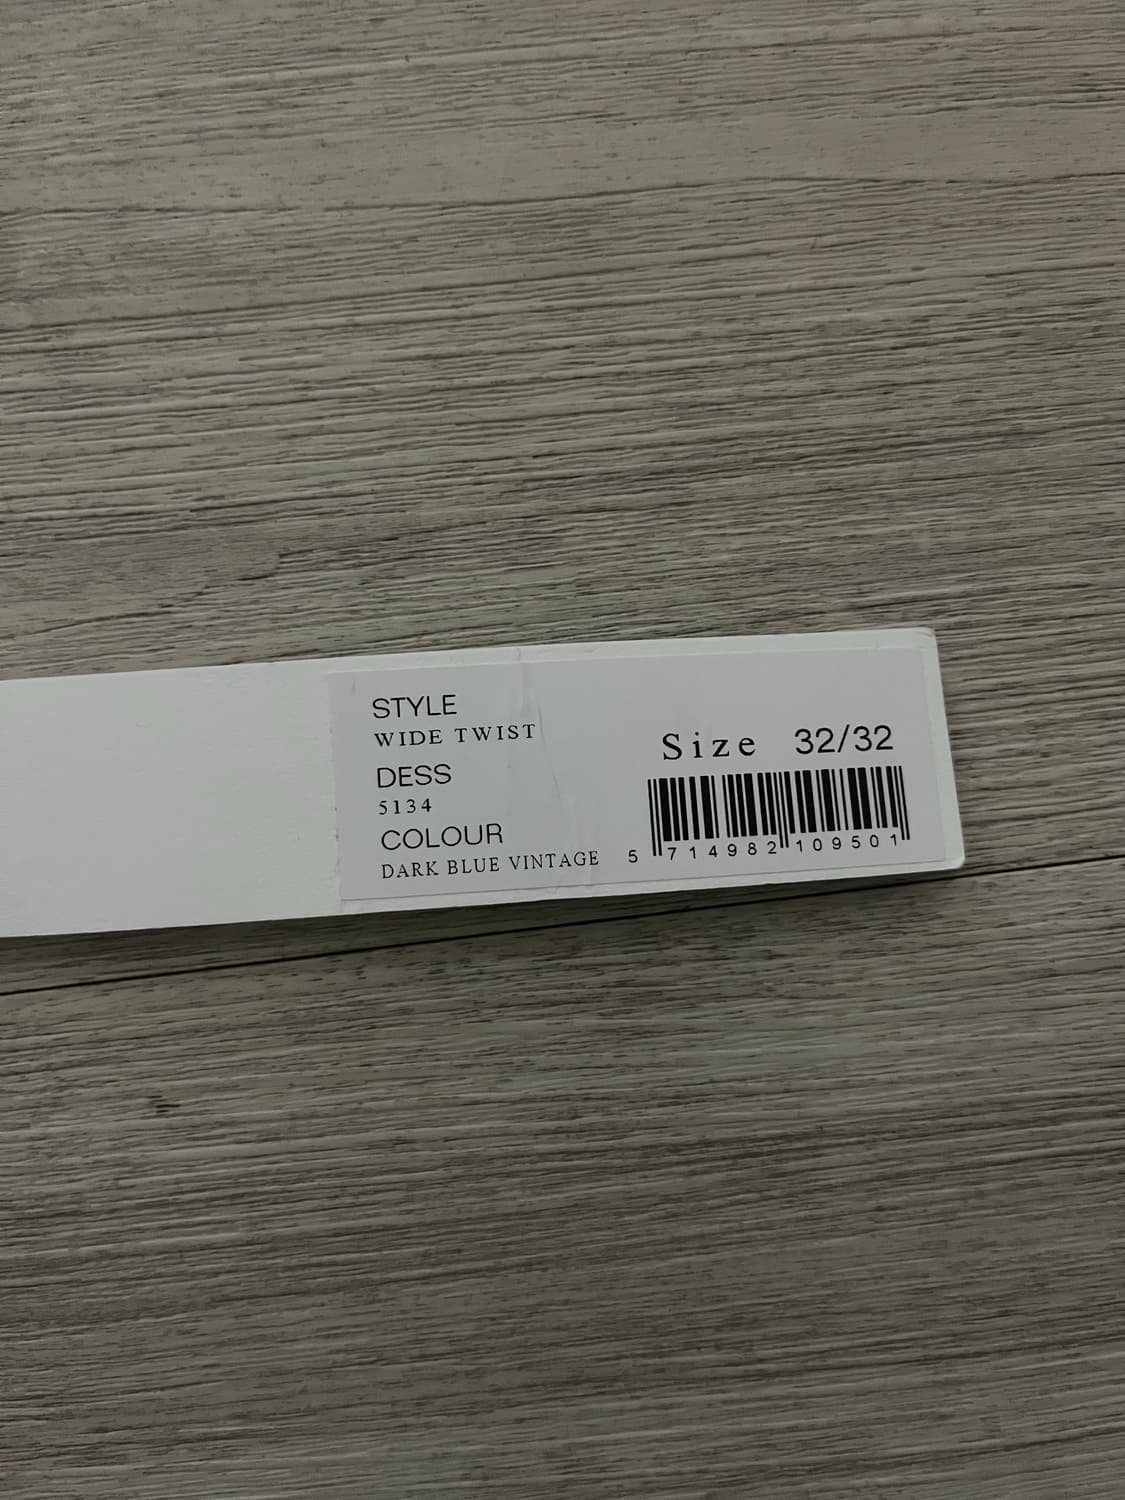 STYLE
WIDE TWIST
DESS
5134
COLOUR
DARK BLUE VINTAGE
Size 32/32
5 714982 109501